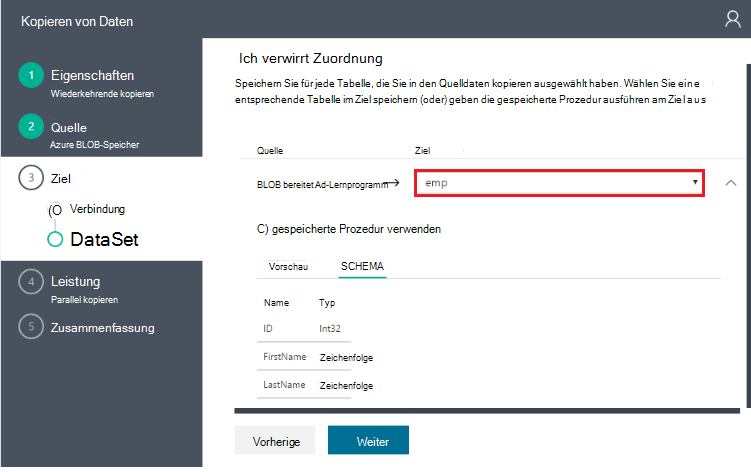 Kopieren von Daten
1 Eigenschaften
Wiederkehrende kopieren
2 Quelle
Azure BLOB-Speicher
3 Ziel
(O Verbindung
DataSet
4 Leistung
Parallel kopieren
5 Zusammenfassung
Ich verwirrt Zuordnung
Speichern Sie für jede Tabelle, die Sie in den Quelldaten kopieren ausgewählt haben. Wählen Sie ein e
entsprechende Tabelle im Ziel speichern (oder) geben die gespeicherte Prozedur ausführen am Ziel a u s
Quelle Ziel
BLOB bereitet Ad-Lernprogramm → emp
C) gespeicherte Prozedur verwenden
Vorschau SCHEMA
Name Typ
ID Int32
FirstName Zeichenfolge
LastName Zeichenfolge
Vorherige Weiter